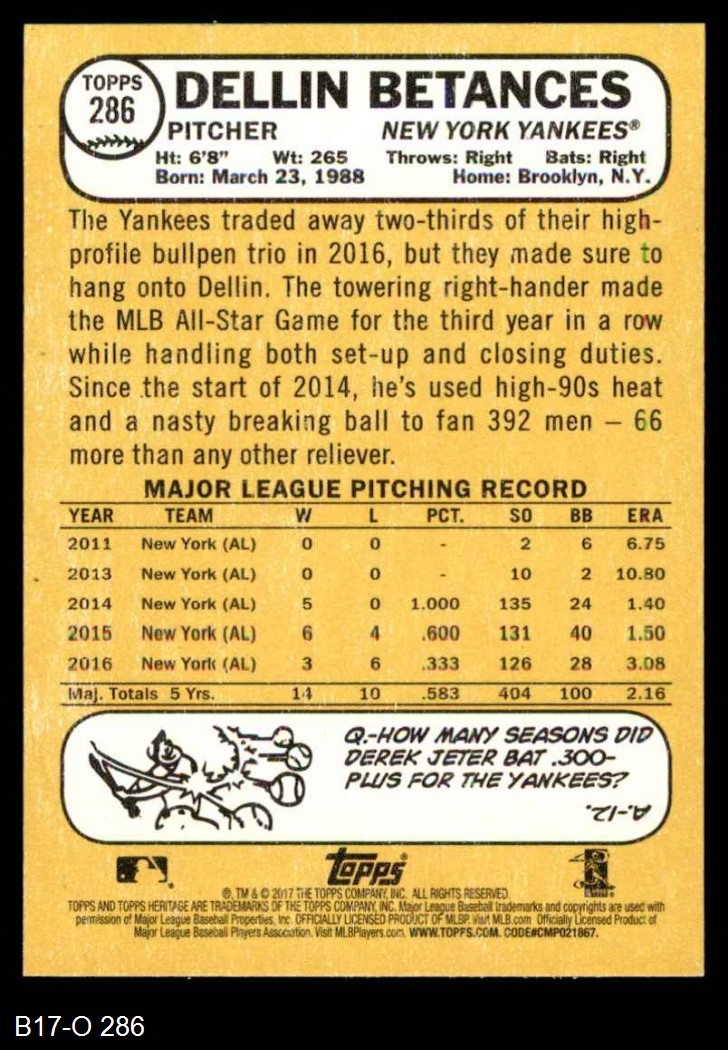 TOPPS
286
DELLIN BETANCES
PITCHER NEW YORK YANKEES®
Ht: 6'8" Wt: 265 Throws: Right Bats: Right
Born: March 23, 1988 Home: Brooklyn, N.Y.
The Yankees traded away two-thirds of their high-
profile bullpen trio in 2016, but they made sure to
hang onto Dellin. The towering right-hander made
the MLB All-Star Game for the third year in a row
while handling both set-up and closing duties.
Since the start of 2014, he's used high-90s heat
and a nasty breaking ball to fan 392 men – 66
more than any other reliever.
MAJOR LEAGUE PITCHING RECORD
YEAR TEAM W L PCT. SO BB ERA
2011 New York (AL) 0 0 - 2 6 6.75
2013 New York (AL) 0 0 - 10 2 10.80
2014 New York (AL) 5 0 1.000 135 24 1.40
2015 New York (AL) 6 4 .600 131 40 1.50
2016 New York (AL) 3 6 .333 126 28 3.08
Maj. Totals 5 Yrs. 14 10 .583 404 100 2.16
Q.-HOW MANY SEASONS DID
DEREK JETER BAT .300-
PLUS FOR THE YANKEES?
A.-12.
Topps®
®, TM & © 2017 THE TOPPS COMPANY, INC. ALL RIGHTS RESERVED.
TOPPS AND TOPPS HERITAGE ARE TRADEMARKS OF THE TOPPS COMPANY, INC. Major League Baseball trademarks and copyrights are used with
permission of Major League Baseball Properties, Inc. OFFICIALLY LICENSED PRODUCT OF MLBP. Visit MLB.com Officially Licensed Product of
Major League Baseball Players Association. Visit MLBPlayers.com. WWW.TOPPS.COM. CODE#CMP021867.
B17-O 286